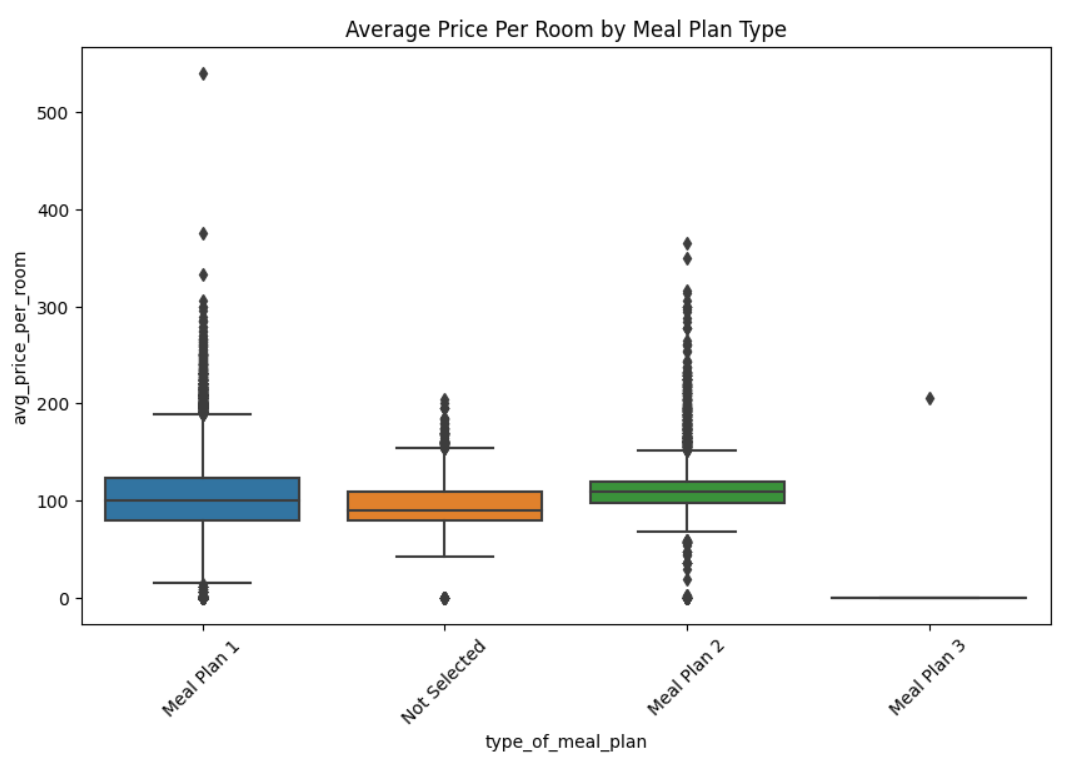 Average Price Per Room by Meal Plan Type
avg_price_per_room
500
400
300
200
100
0
Meal Plan 1
Not Selected
Meal Plan 2
Meal Plan 3
type_of_meal_plan